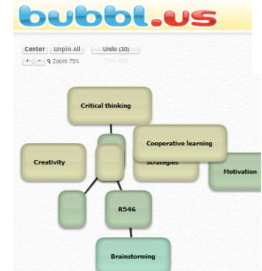 bubbl.us
Center Unpin All Undo (30)
+ - Zoom 75%
Critical thinking
Cooperative learning
Creativity
Strategies
Motivation
R546
Brainstorming